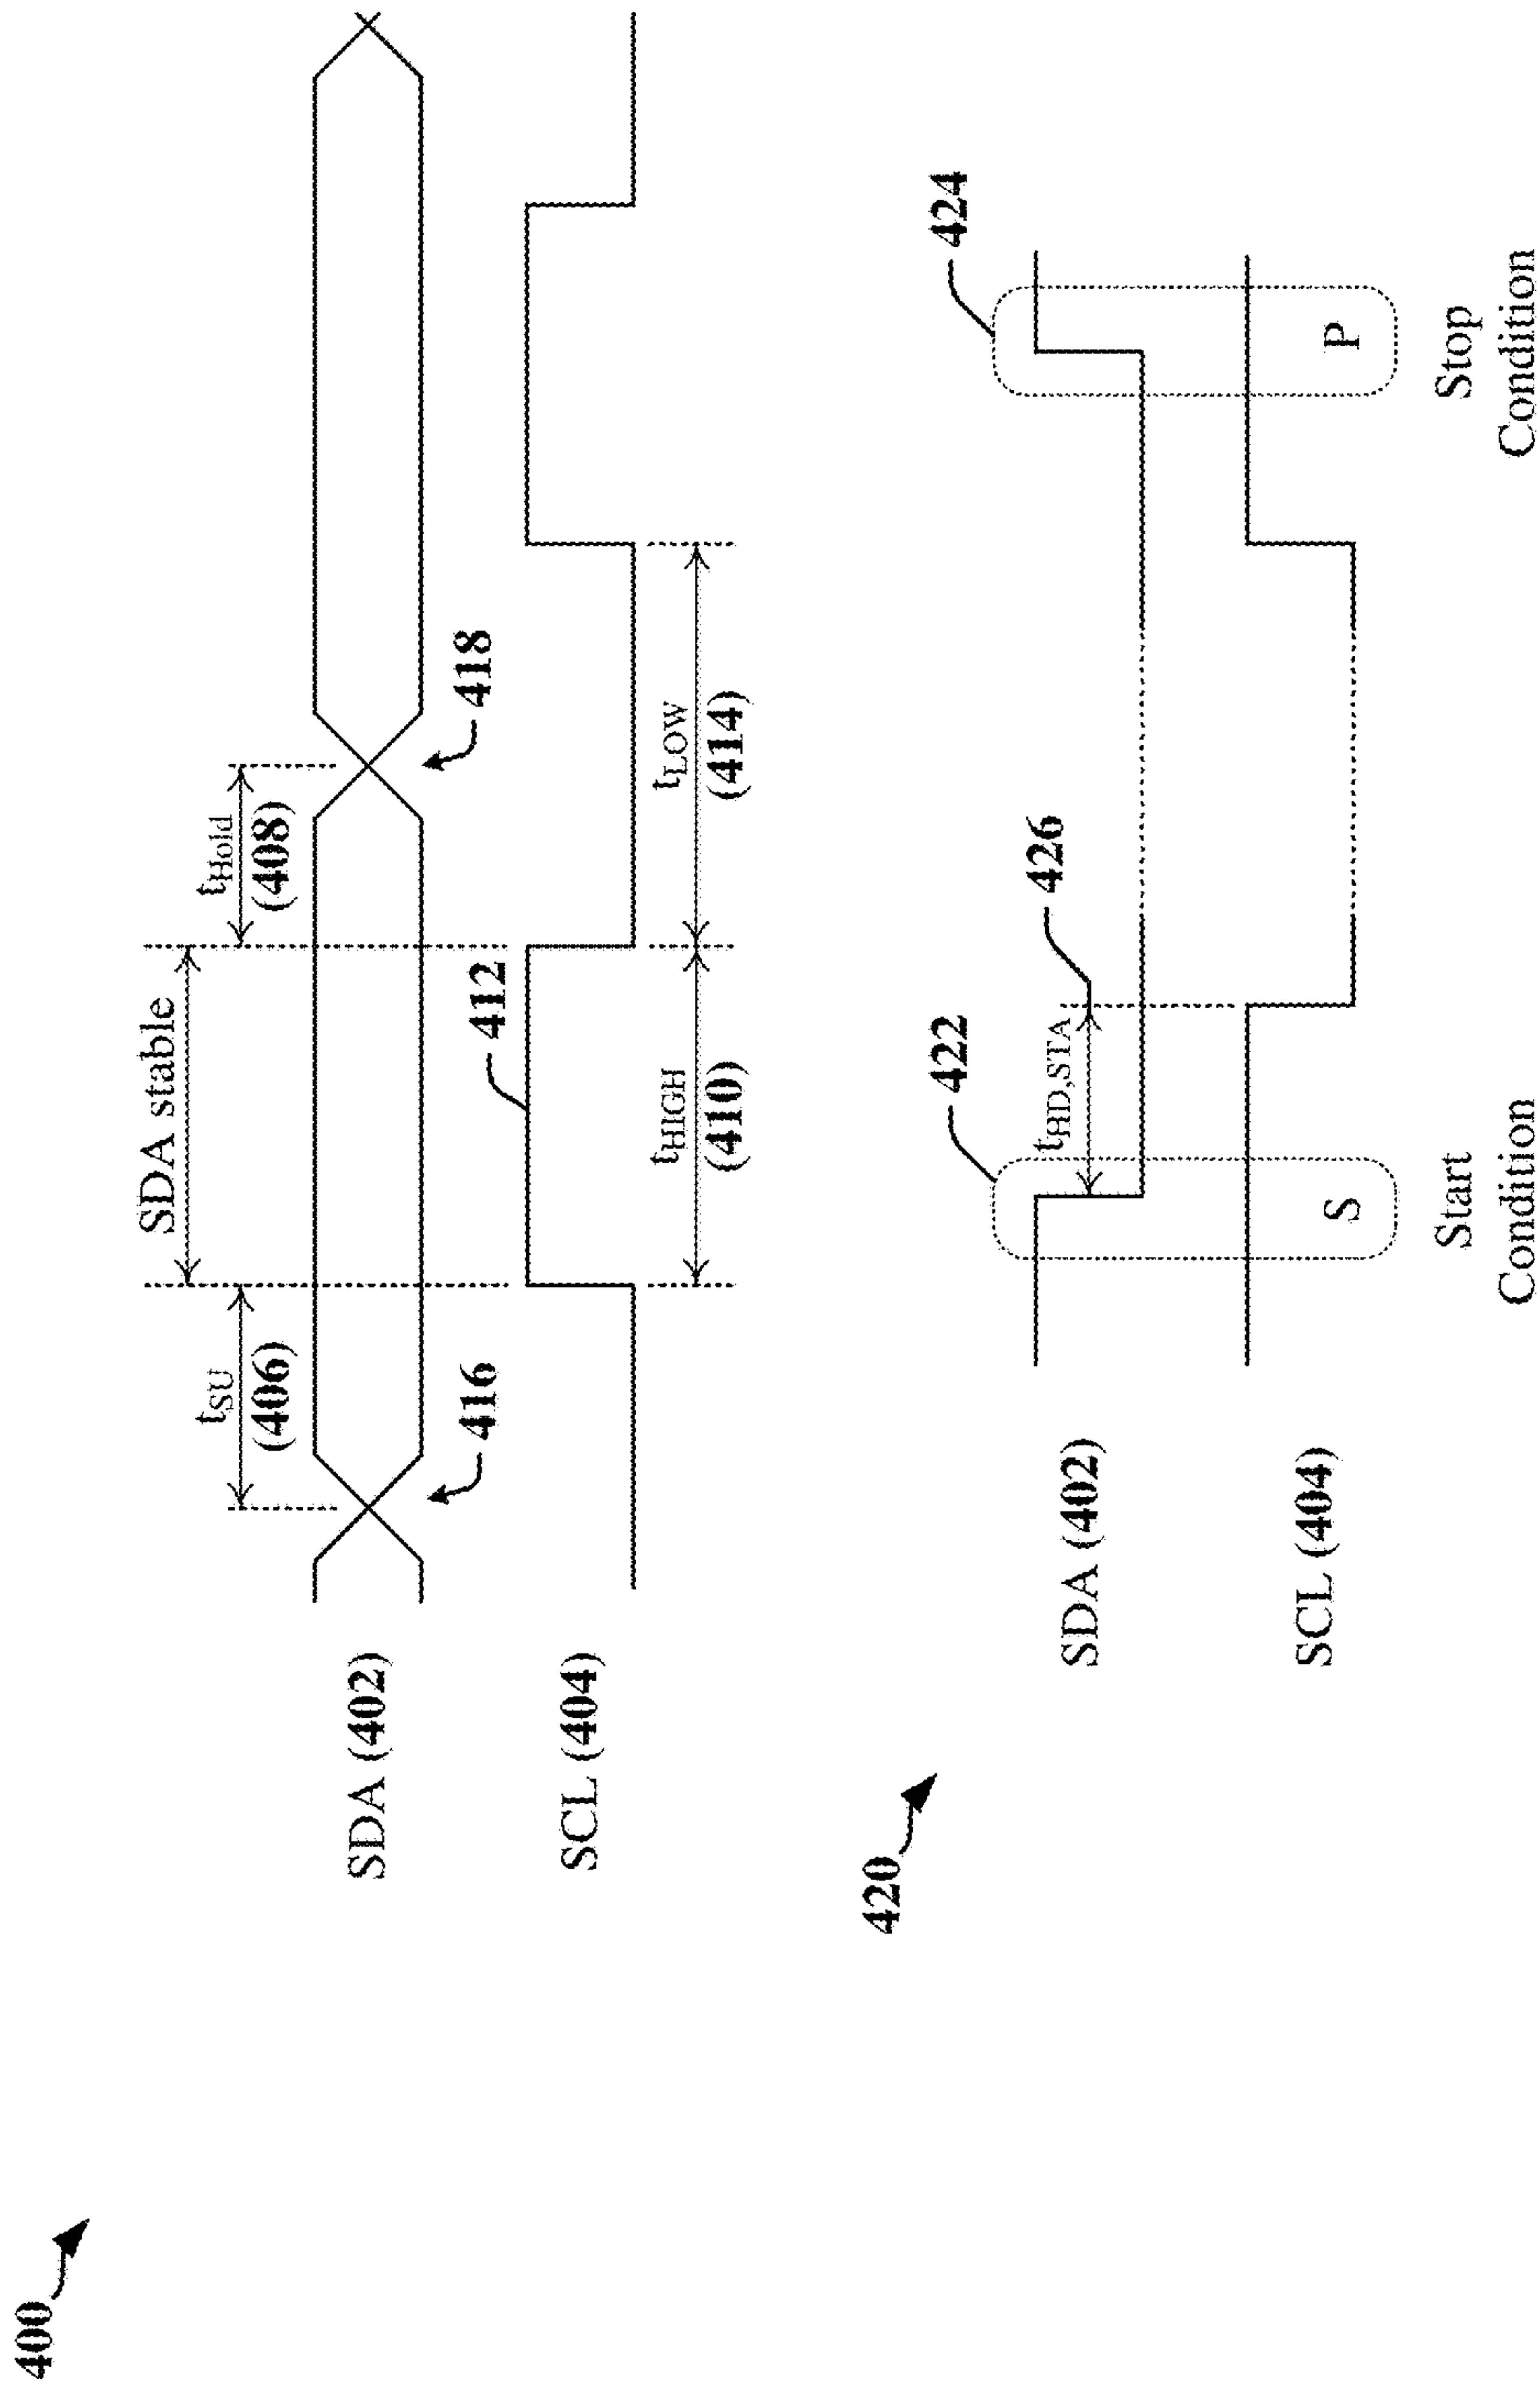 400
SDA stable
t_SU
(406)
t_Hold
(408)
SDA (402)
416
418
412
SCL (404)
t_HIGH
(410)
t_LOW
(414)
420
422
426
424
t_HD,STA
SDA (402)
SCL (404)
S
P
Start
Condition
Stop
Condition